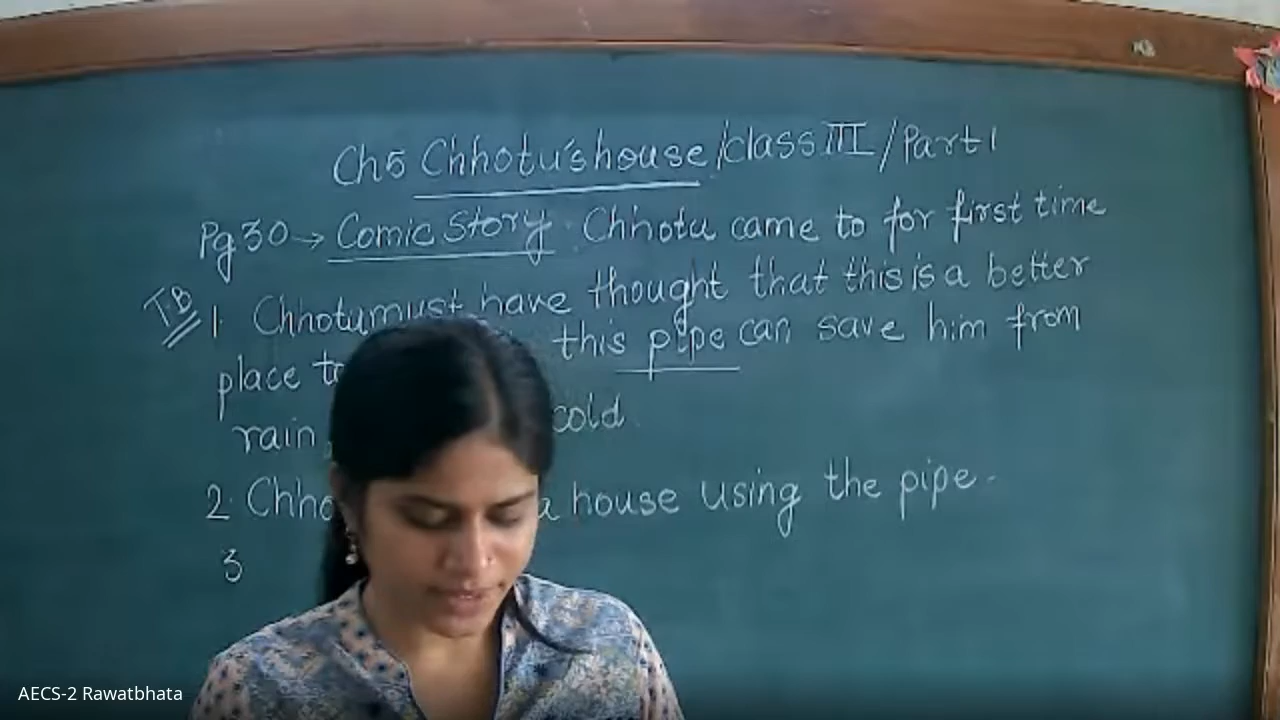 Ch5 Chhotu's house/class III/Part 1
Pg 30 → Comic Story : Chhotu came to for first time
TB
1. Chhotu must have thought that this is a better
place to this pipe can save him from
rain, cold.
2. Chho a house using the pipe.
3
AECS-2 Rawatbhata